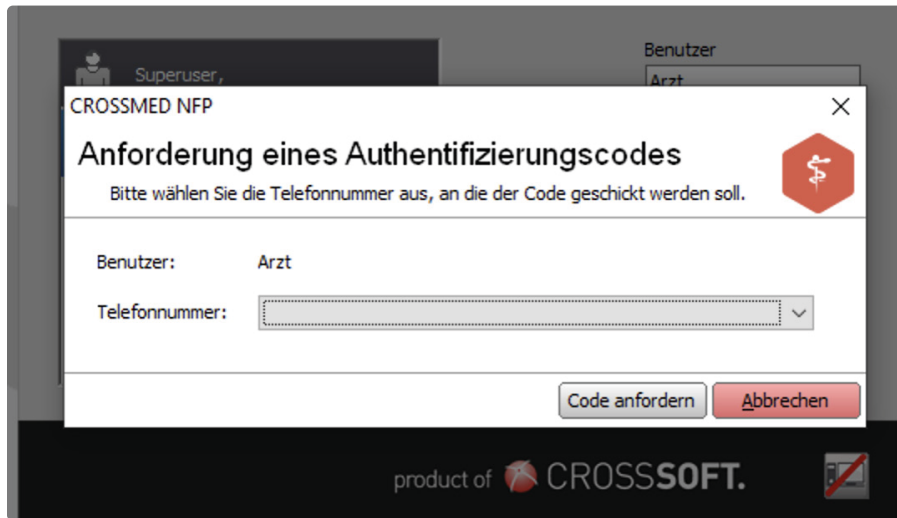 Benutzer
Superuser,
Arzt
CROSSMED NFP
Anforderung eines Authentifizierungscodes
Bitte wählen Sie die Telefonnummer aus, an die der Code geschickt werden soll.
Benutzer: Arzt
Telefonnummer:
Code anfordern Abbrechen
product of CROSSSOFT.